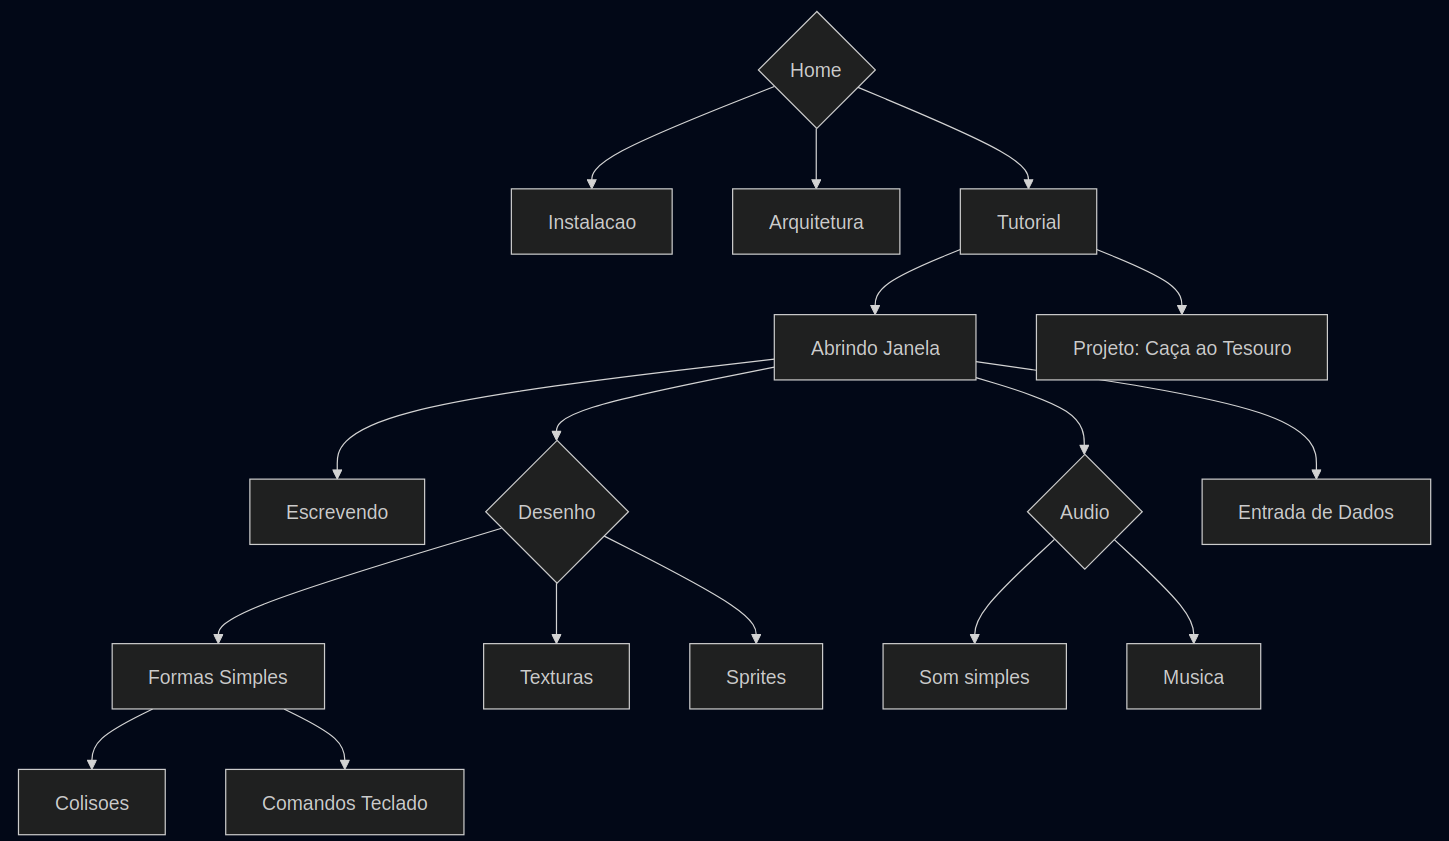 Home
Instalacao
Arquitetura
Tutorial
Abrindo Janela
Projeto: Caça ao Tesouro
Escrevendo
Desenho
Audio
Entrada de Dados
Formas Simples
Texturas
Sprites
Som simples
Musica
Colisoes
Comandos Teclado